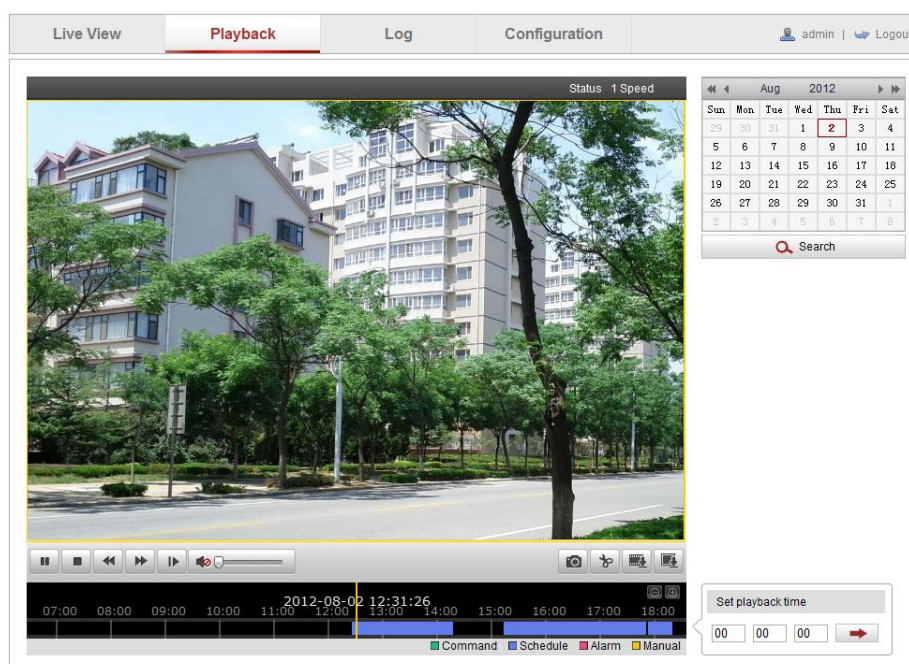 Live View Playback Log Configuration admin | Logou
Status 1 Speed
Aug 2012
Sun Mon Tue Wed Thu Fri Sat
29 30 31 1 2 3 4
5 6 7 8 9 10 11
12 13 14 15 16 17 18
19 20 21 22 23 24 25
26 27 28 29 30 31 1
2 3 4 5 6 7 8
Search
2012-08-02 12:31:26
07:00 08:00 09:00 10:00 11:00 12:00 13:00 14:00 15:00 16:00 17:00 18:00
Command Schedule Alarm Manual
Set playback time
00 00 00